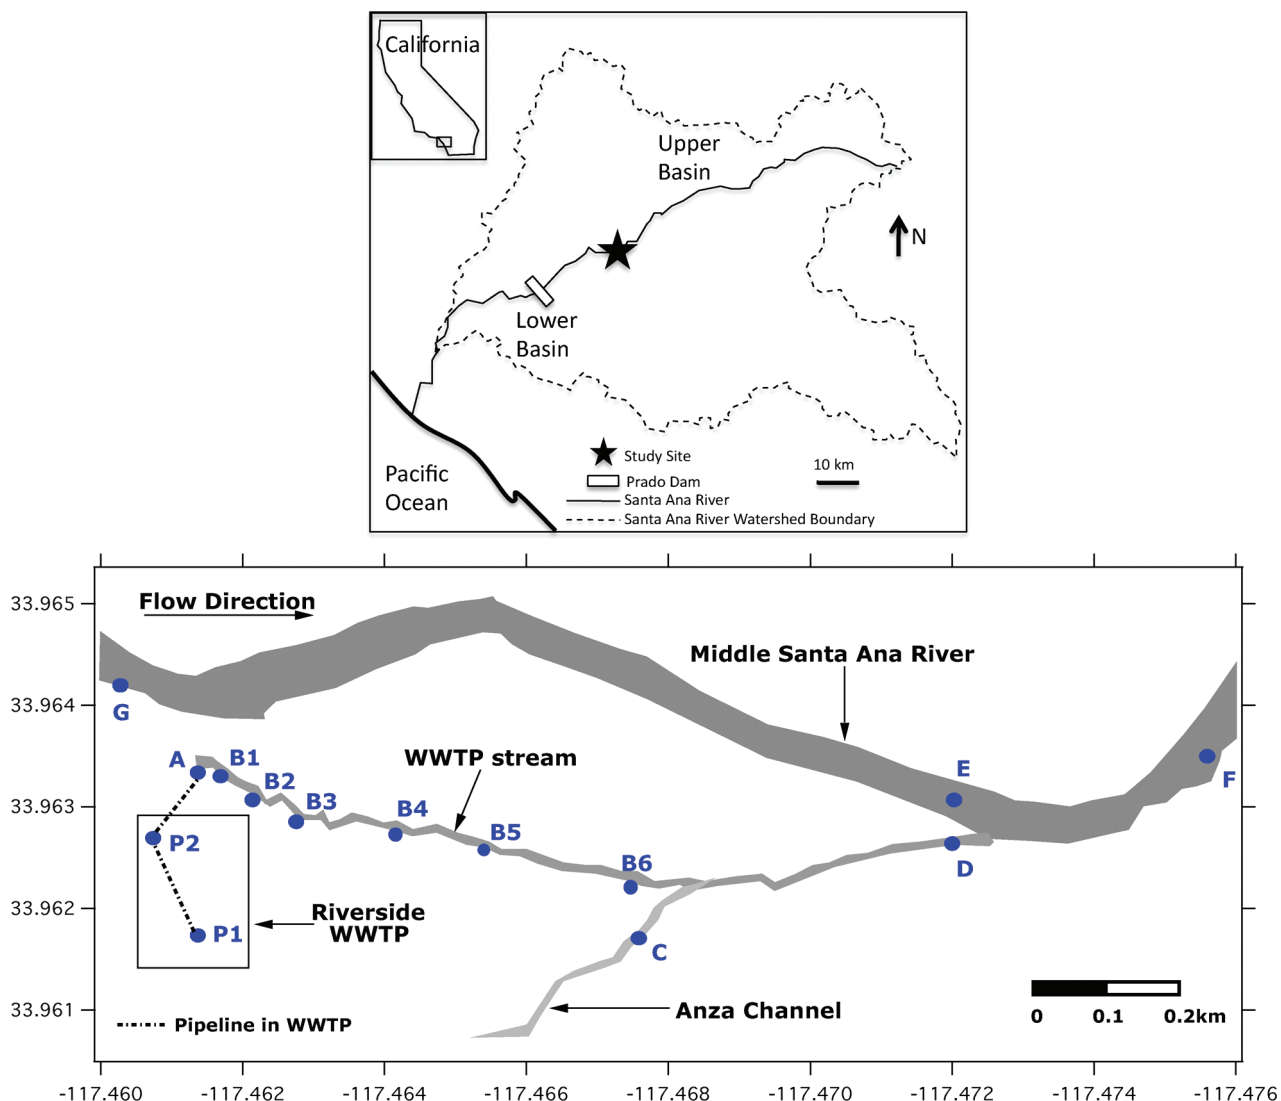 California
Upper
Basin
N
Lower
Basin
Pacific
Ocean
Study Site
Prado Dam
Santa Ana River
Santa Ana River Watershed Boundary
10 km
33.965
33.964
33.963
33.962
33.961
Flow Direction
Middle Santa Ana River
G
A
B1
B2
B3
WWTP stream
B4
B5
B6
E
F
D
P2
P1
Riverside
WWTP
C
Anza Channel
Pipeline in WWTP
0 0.1 0.2km
-117.460 -117.462 -117.464 -117.466 -117.468 -117.470 -117.472 -117.474 -117.476